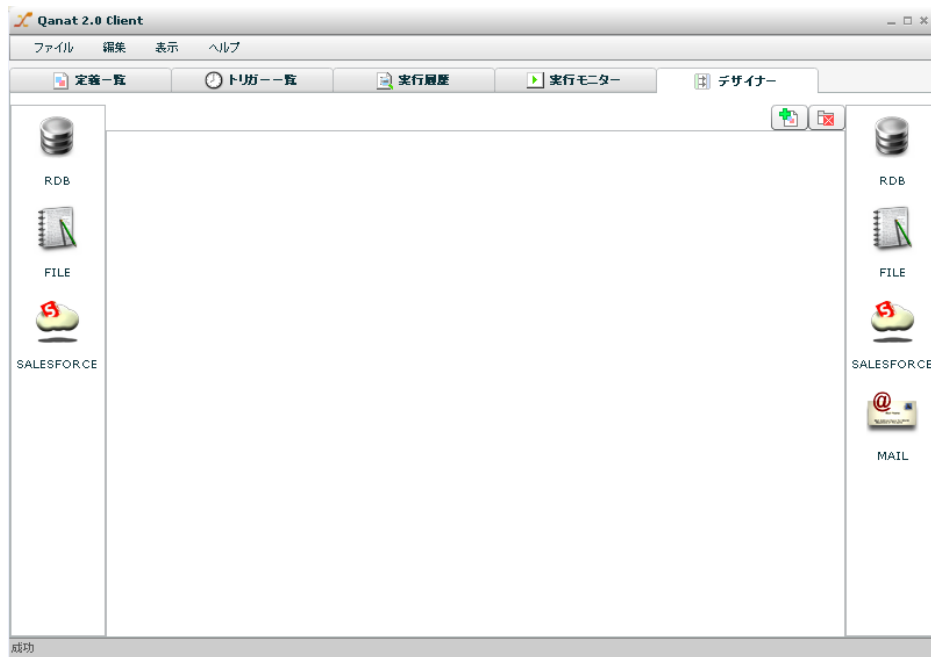 Qanat 2.0 Client
ファイル 編集 表示 ヘルプ
定義一覧 トリガー一覧 実行履歴 実行モニター デザイナー
RDB RDB
FILE FILE
SALESFORCE SALESFORCE
MAIL
成功